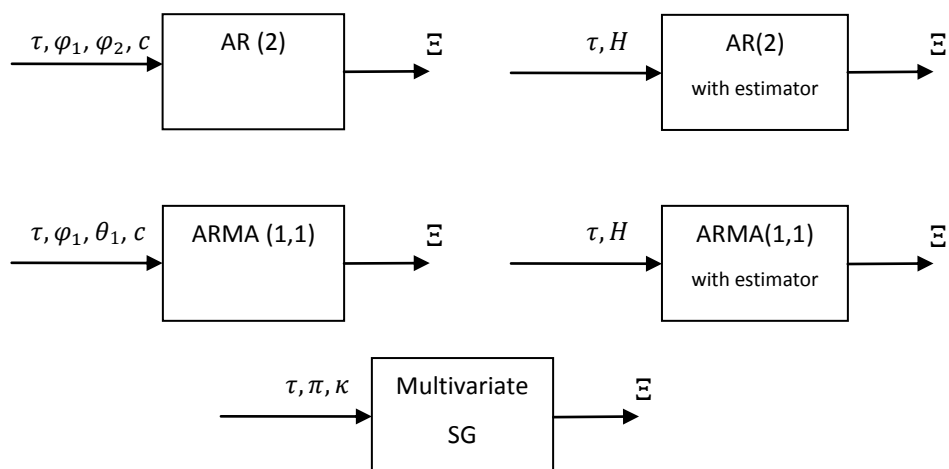 τ, φ₁, φ₂, c
AR (2)
Ξ
τ, H
AR(2)
with estimator
Ξ
τ, φ₁, θ₁, c
ARMA (1,1)
Ξ
τ, H
ARMA(1,1)
with estimator
Ξ
τ, π, κ
Multivariate
SG
Ξ